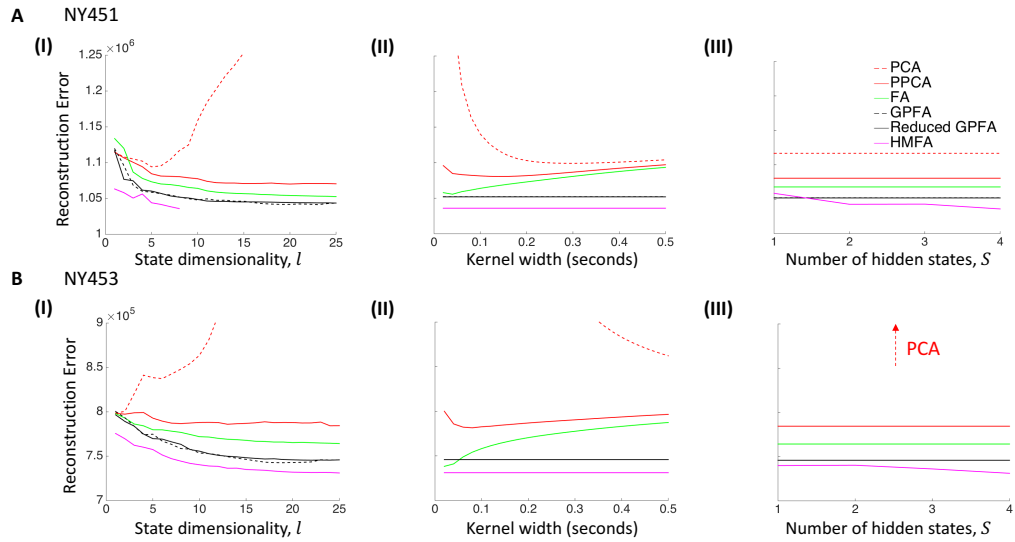 A NY451
(I) (II) (III)
×10⁶
1.25
1.2
1.15
1.1
1.05
1
Reconstruction Error
0 5 10 15 20 25
State dimensionality, l
0 0.1 0.2 0.3 0.4 0.5
Kernel width (seconds)
PCA
PPCA
FA
GPFA
Reduced GPFA
HMFA
1 2 3 4
Number of hidden states, S
B NY453
(I) (II) (III)
×10⁵
9
8.5
8
7.5
7
Reconstruction Error
0 5 10 15 20 25
State dimensionality, l
0 0.1 0.2 0.3 0.4 0.5
Kernel width (seconds)
PCA
1 2 3 4
Number of hidden states, S